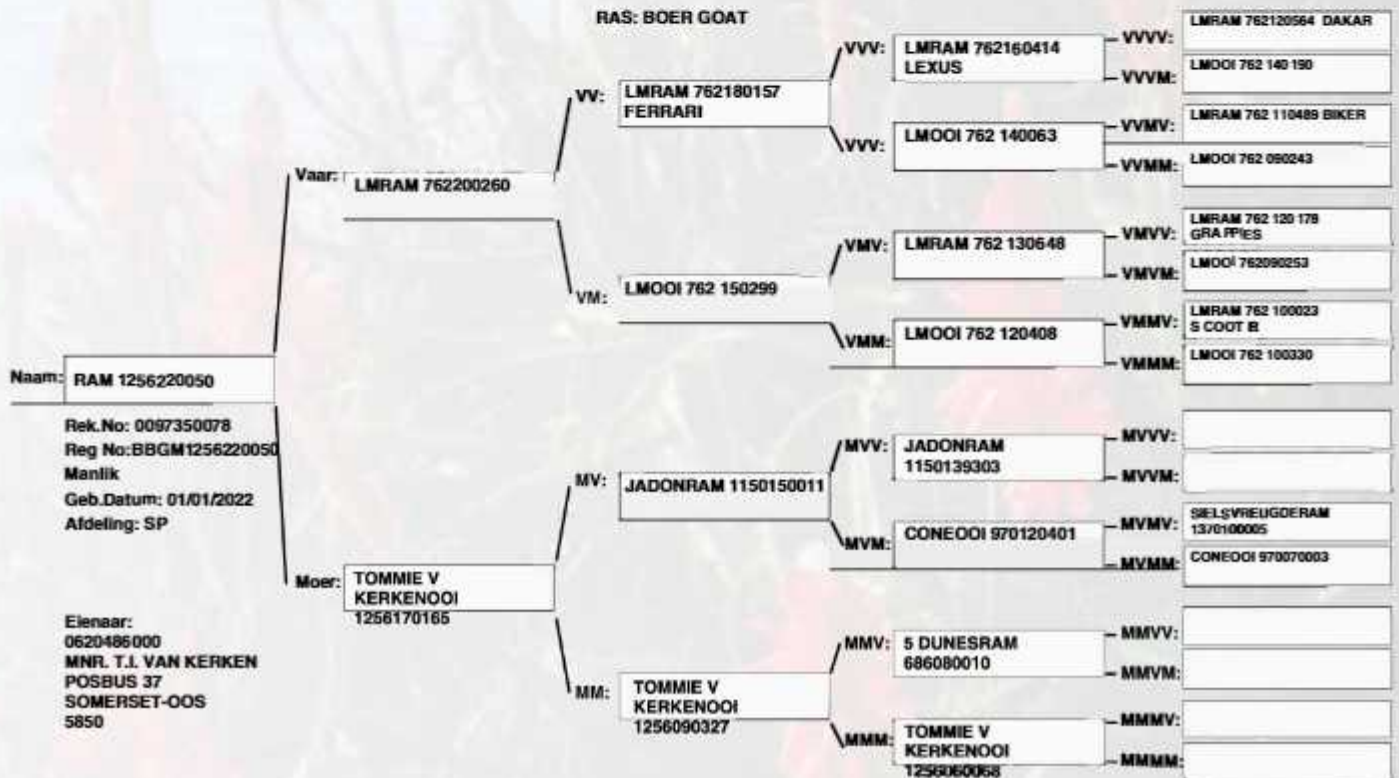 RAS: BOER GOAT
Naam: RAM 1256220050
Rek.No: 0097350078
Reg No:BBGM1256220050
Manlik
Geb.Datum: 01/01/2022
Afdeling: SP
Eienaar:
0620486000
MNR. T.I. VAN KERKEN
POSBUS 37
SOMERSET-OOS
5850
Vaar: LMRAM 762200260
Moer: TOMMIE V
KERKENOOI
1256170165
VV: LMRAM 762180157
FERRARI
VM: LMOOI 762 150299
MV: JADONRAM 1150150011
MM: TOMMIE V
KERKENOOI
1256090327
VVV: LMRAM 762160414
LEXUS
VVV: LMOOI 762 140063
VMV: LMRAM 762 130648
VMM: LMOOI 762 120408
MVV: JADONRAM
1150139303
MVM: CONEOOI 970120401
MMV: 5 DUNESRAM
686080010
MMM: TOMMIE V
KERKENOOI
1256060068
VVVV: LMRAM 762120564 DAKAR
VVVM: LMOOI 762 140 190
VVMV: LMRAM 762 110489 BIKER
VVMM: LMOOI 762 090243
VMVV: LMRAM 762 120 178
GRAPPIES
VMVM: LMOOI 762090253
VMMV: LMRAM 762 100023
S COOT ER
VMMM: LMOOI 762 100330
MVVV:
MVVM:
MVMV: SIELSVREUGDERAM
1370100005
MVMM: CONEOOI 970070003
MMVV:
MMVM:
MMMV:
MMMM: